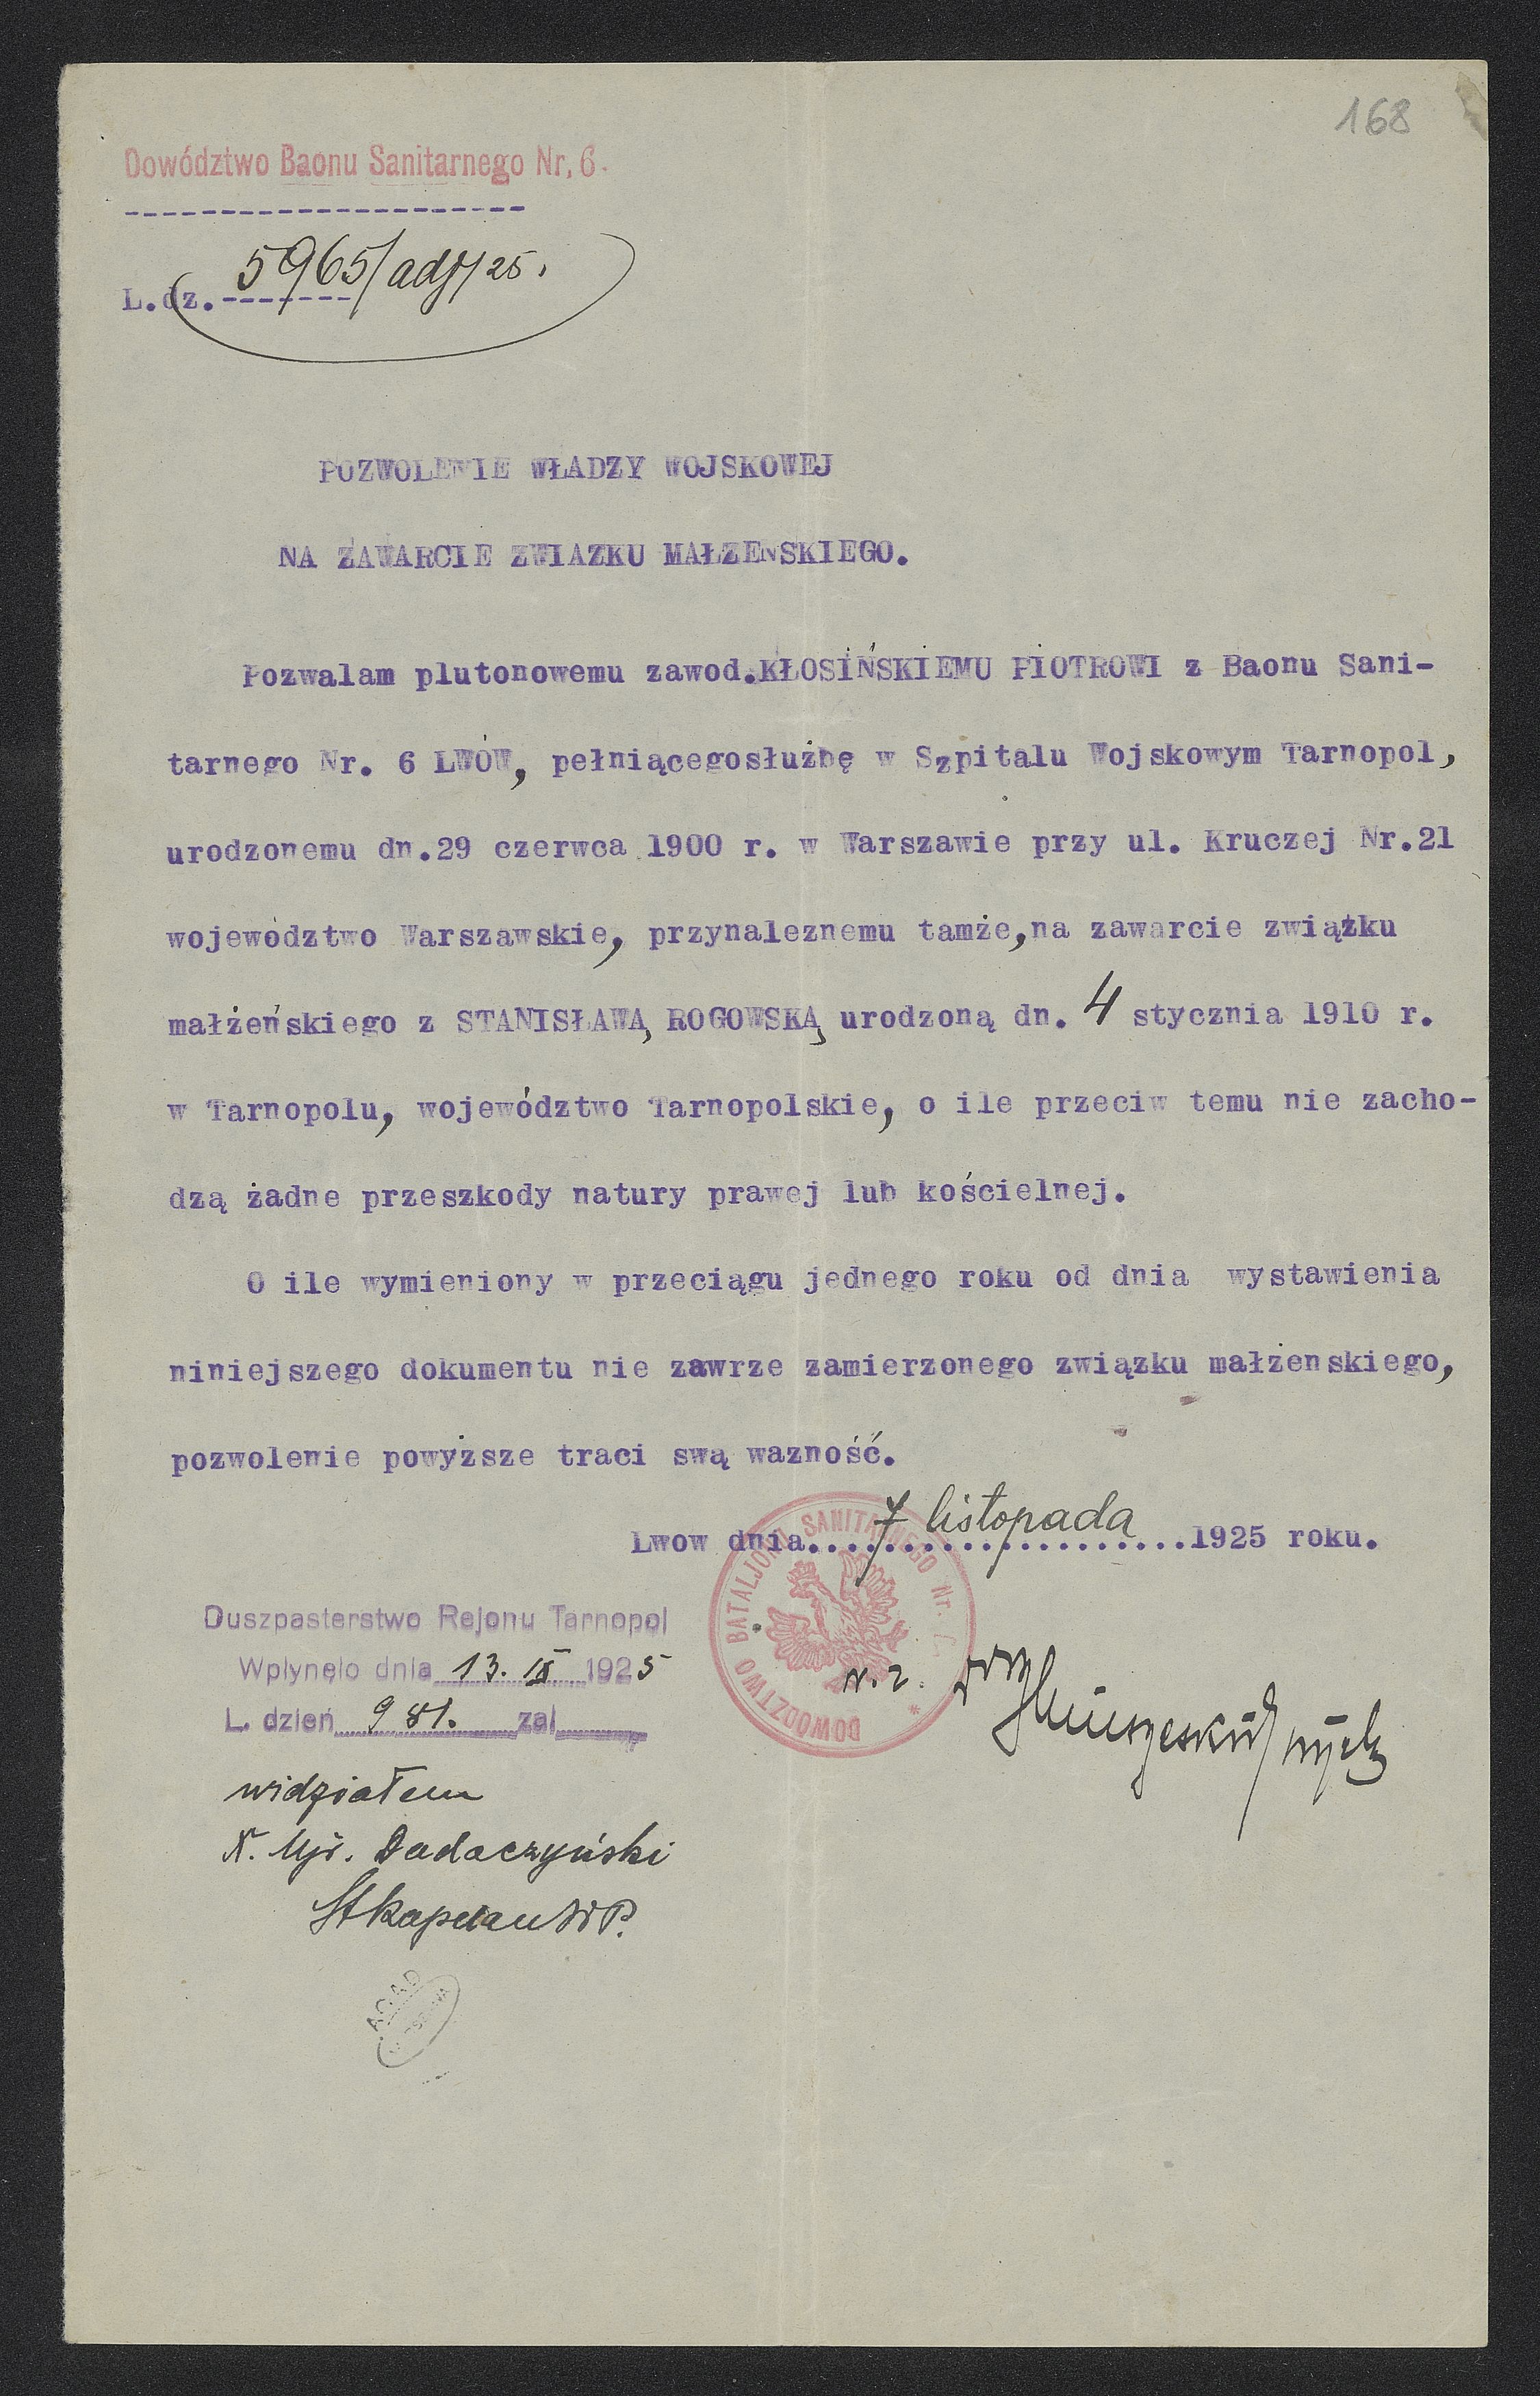 168
Dowództwo Baonu Sanitarnego Nr, 6.
L.dz. 5965/adj/25.
POZWOLENIE WŁADZY WOJSKOWEJ
NA ZAWARCIE ZWIAZKU MAŁZENSKIEGO.
Pozwalam plutonowemu zawod.KŁOSIŃSKIEMU PIOTROWI z Baonu Sani-
tarnego Nr. 6 LWÓW, pełniącegosłużbę w Szpitalu Wojskowym Tarnopol,
urodzonemu dn.29 czerwca 1900 r. w Warszawie przy ul. Kruczej Nr.21
województwo Warszawskie, przynaleznemu tamże,na zawarcie związku
małżeńskiego z STANISŁAWĄ ROGOWSKĄ urodzoną dn. 4 stycznia 1910 r.
w Tarnopolu, województwo Tarnopolskie, o ile przeciw temu nie zacho-
dzą żadne przeszkody natury prawej lub kościelnej.
O ile wymieniony w przeciągu jednego roku od dnia wystawienia
niniejszego dokumentu nie zawrze zamierzonego związku małżenskiego,
pozwolenie powyższe traci swą wazność.
Lwow dnia 7 listopada 1925 roku.
DOWÓDZTWO BATALJONU SANITARNEGO Nr.
Duszpasterstwo Rejonu Tarnopol
Wpłynęło dnia 13. 1925
L. dzień 981. zał
w.z.
widziałem
X. Mjr. Dadaczyński
St kapelan WP.
AGAD